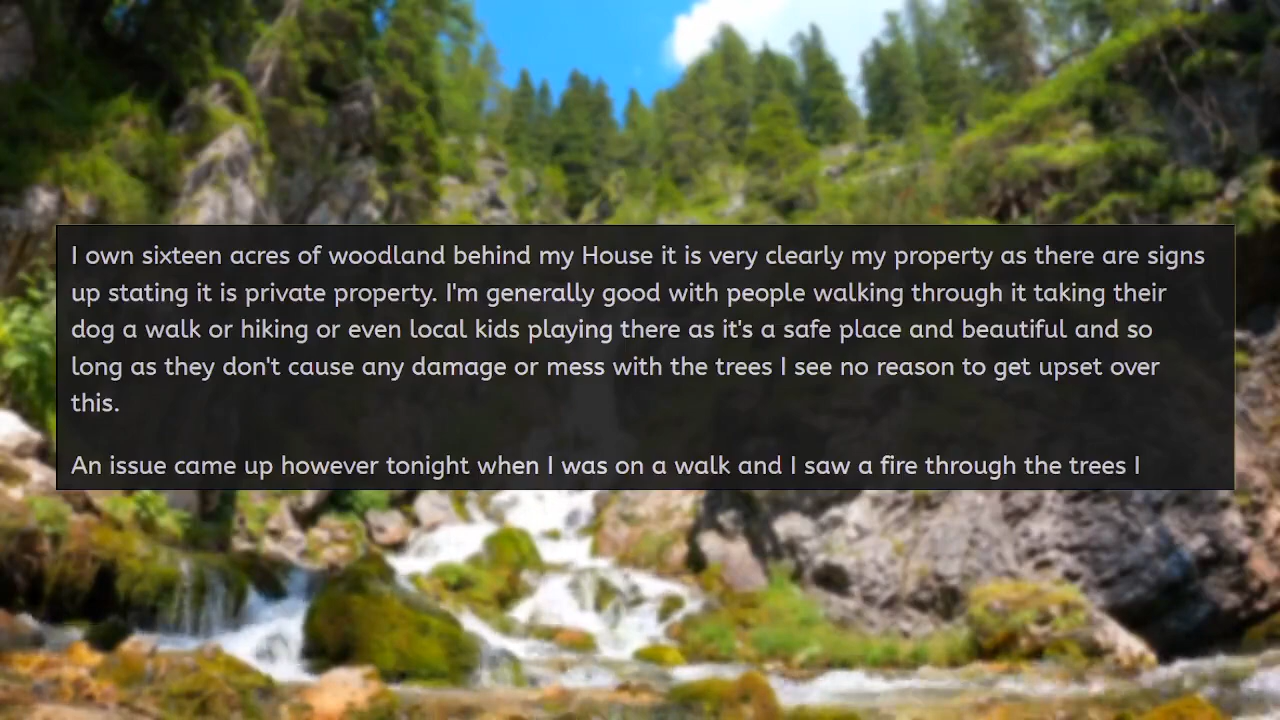 I own sixteen acres of woodland behind my House it is very clearly my property as there are signs
up stating it is private property. I'm generally good with people walking through it taking their
dog a walk or hiking or even local kids playing there as it's a safe place and beautiful and so
long as they don't cause any damage or mess with the trees I see no reason to get upset over
this.
An issue came up however tonight when I was on a walk and I saw a fire through the trees I